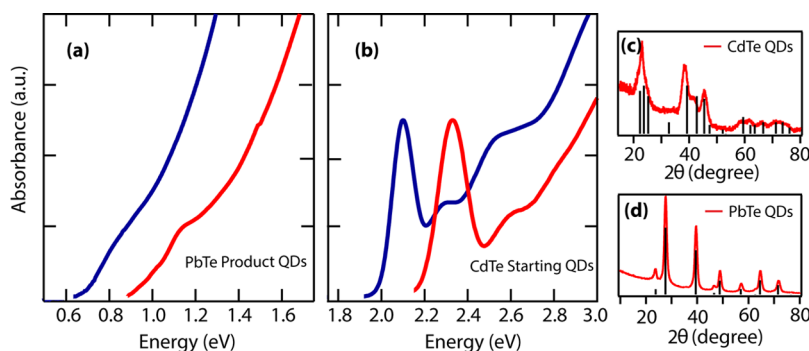 (a)
PbTe Product QDs
Absorbance (a.u.)
0.6 0.8 1.0 1.2 1.4 1.6
Energy (eV)
(b)
CdTe Starting QDs
1.8 2.0 2.2 2.4 2.6 2.8 3.0
Energy (eV)
(c)
CdTe QDs
20 40 60 80
2θ (degree)
(d)
PbTe QDs
20 40 60 80
2θ (degree)